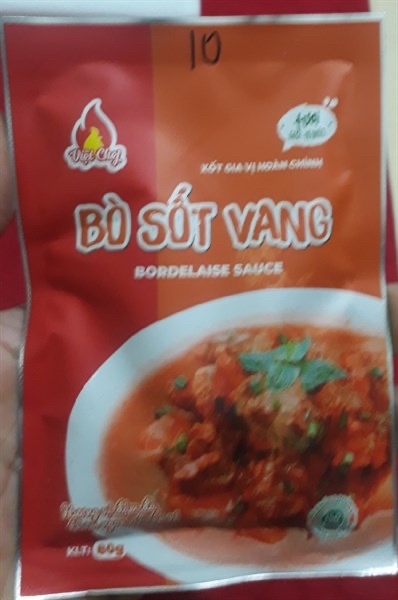 10
Việt Chef
XỐT GIA VỊ HOÀN CHỈNH
BÒ SỐT VANG
BORDELAISE SAUCE
KLT: 80g